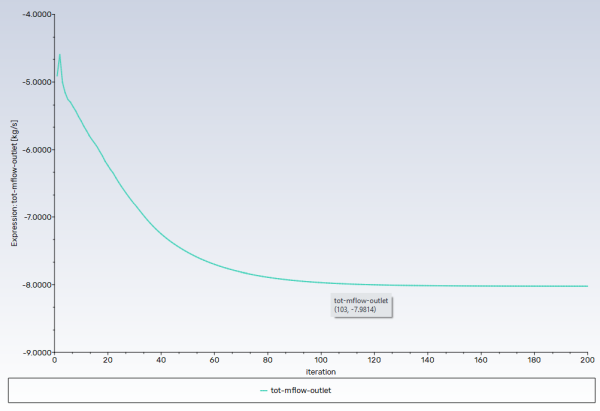 -4.0000
-5.0000
-6.0000
-7.0000
-8.0000
-9.0000
Expression: tot-mflow-outlet [kg/s]
tot-mflow-outlet
(103, -7.9814)
0 20 40 60 80 100 120 140 160 180 200
iteration
tot-mflow-outlet